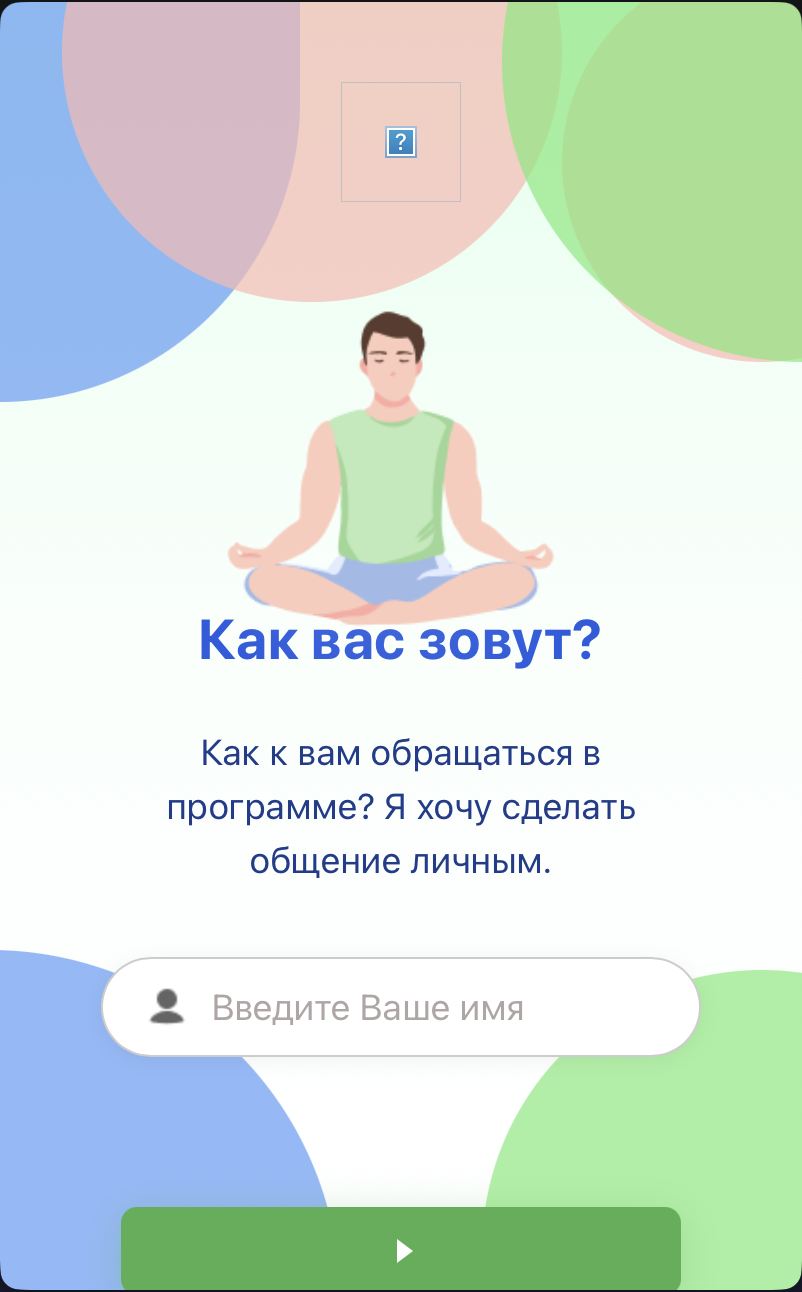 Как вас зовут?
Как к вам обращаться в
программе? Я хочу сделать
общение личным.
Введите Ваше имя